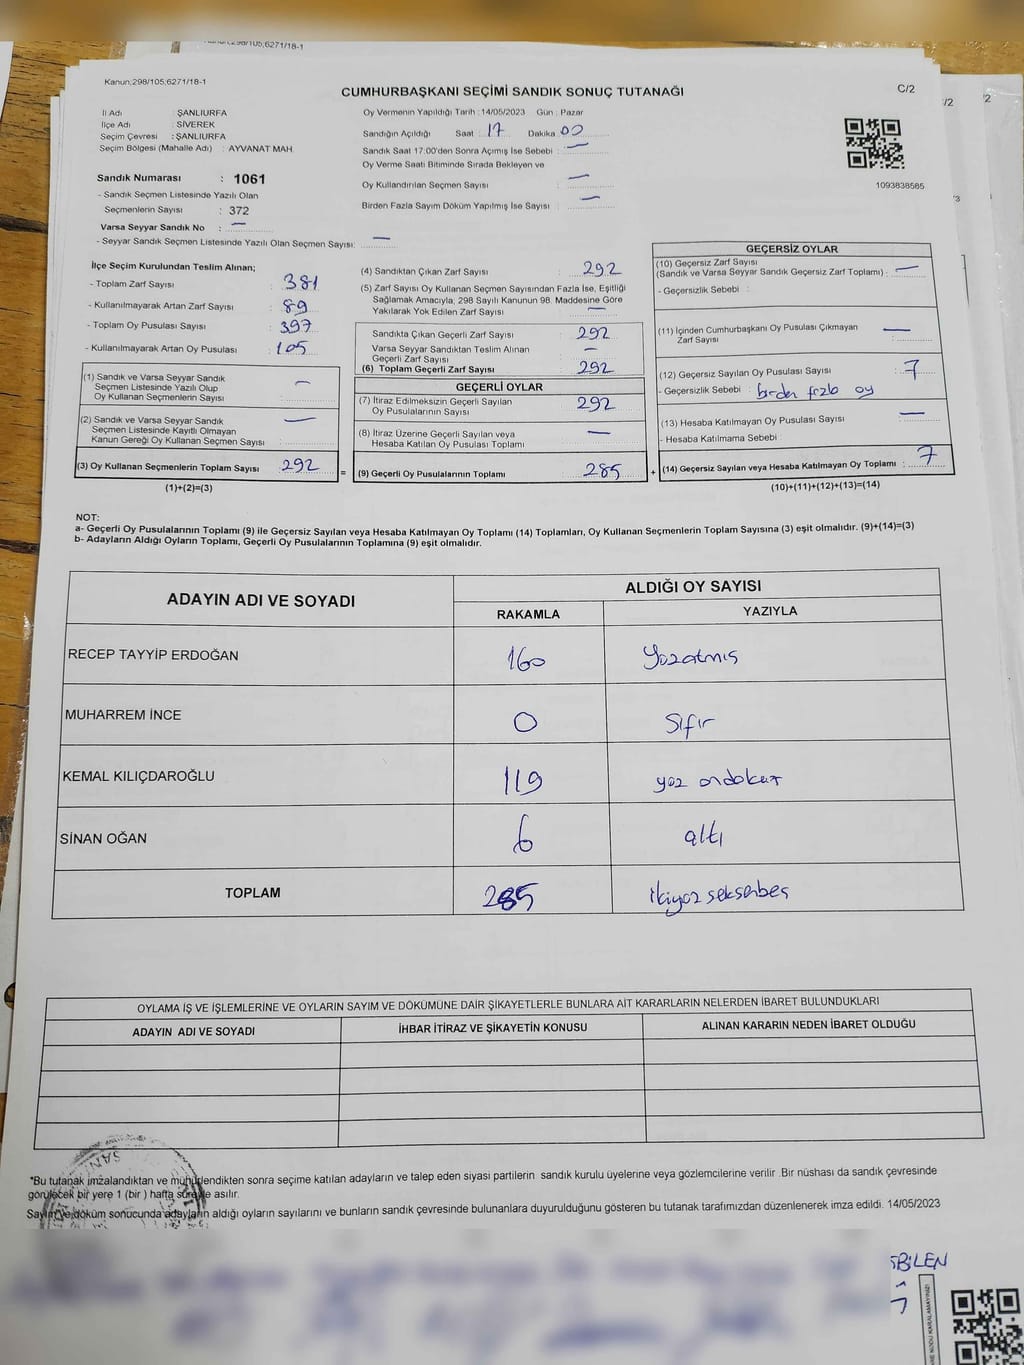 Kanun;298/105;6271/18-1
CUMHURBAŞKANI SEÇİMİ SANDIK SONUÇ TUTANAĞI
C/2
İl Adı : ŞANLIURFA
İlçe Adı : SİVEREK
Seçim Çevresi : ŞANLIURFA
Seçim Bölgesi (Mahalle Adı) : AYVANAT MAH.
Sandık Numarası : 1061
- Sandık Seçmen Listesinde Yazılı Olan
Seçmenlerin Sayısı : 372
Varsa Seyyar Sandık No : —
- Seyyar Sandık Seçmen Listesinde Yazılı Olan Seçmen Sayısı: —
Oy Vermenin Yapıldığı Tarih : 14/05/2023 Gün : Pazar
Sandığın Açıldığı Saat : 17 Dakika : 00
Sandık Saat 17:00'den Sonra Açımış İse Sebebi : —
Oy Verme Saati Bitiminde Sırada Bekleyen ve
Oy Kullandırılan Seçmen Sayısı : —
Birden Fazla Sayım Döküm Yapılmış İse Sayısı : —
1093838585
İlçe Seçim Kurulundan Teslim Alınan;
- Toplam Zarf Sayısı : 381
- Kullanılmayarak Artan Zarf Sayısı : 89
- Toplam Oy Pusulası Sayısı : 397
- Kullanılmayarak Artan Oy Pusulası : 105
(1) Sandık ve Varsa Seyyar Sandık
Seçmen Listesinde Yazılı Olup
Oy Kullanan Seçmenlerin Sayısı : —
(2) Sandık ve Varsa Seyyar Sandık
Seçmen Listesinde Kayıtlı Olmayan
Kanun Gereği Oy Kullanan Seçmen Sayısı : —
(3) Oy Kullanan Seçmenlerin Toplam Sayısı : 292
(1)+(2)=(3)
(4) Sandıktan Çıkan Zarf Sayısı : 292
(5) Zarf Sayısı Oy Kullanan Seçmen Sayısından Fazla İse, Eşitliği
Sağlamak Amacıyla, 298 Sayılı Kanunun 98. Maddesine Göre
Yakılarak Yok Edilen Zarf Sayısı : —
Sandıkta Çıkan Geçerli Zarf Sayısı : 292
Varsa Seyyar Sandıktan Teslim Alınan
Geçerli Zarf Sayısı : —
(6) Toplam Geçerli Zarf Sayısı : 292
GEÇERLİ OYLAR
(7) İtiraz Edilmeksizin Geçerli Sayılan
Oy Pusulalarının Sayısı : 292
(8) İtiraz Üzerine Geçerli Sayılan veya
Hesaba Katılan Oy Pusulası Toplamı : —
= (9) Geçerli Oy Pusulalarının Toplamı : 285 +
GEÇERSİZ OYLAR
(10) Geçersiz Zarf Sayısı
(Sandık ve Varsa Seyyar Sandık Geçersiz Zarf Toplamı) : —
- Geçersizlik Sebebi :
(11) İçinden Cumhurbaşkanı Oy Pusulası Çıkmayan
Zarf Sayısı : —
(12) Geçersiz Sayılan Oy Pusulası Sayısı : 7
- Geçersizlik Sebebi : birden fazla oy
(13) Hesaba Katılmayan Oy Pusulası Sayısı : —
- Hesaba Katılmama Sebebi :
(14) Geçersiz Sayılan veya Hesaba Katılmayan Oy Toplamı : 7
(10)+(11)+(12)+(13)=(14)
NOT:
a- Geçerli Oy Pusulalarının Toplamı (9) ile Geçersiz Sayılan veya Hesaba Katılmayan Oy Toplamı (14) Toplamları, Oy Kullanan Seçmenlerin Toplam Sayısına (3) eşit olmalıdır. (9)+(14)=(3)
b- Adayların Aldığı Oyların Toplamı, Geçerli Oy Pusulalarının Toplamına (9) eşit olmalıdır.
ADAYIN ADI VE SOYADI ALDIĞI OY SAYISI
RAKAMLA YAZIYLA
RECEP TAYYİP ERDOĞAN 160 Yüzatmış
MUHARREM İNCE 0 Sıfır
KEMAL KILIÇDAROĞLU 119 yüz ondokuz
SİNAN OĞAN 6 altı
TOPLAM 285 ikiyüz seksenbeş
OYLAMA İŞ VE İŞLEMLERİNE VE OYLARIN SAYIM VE DÖKÜMÜNE DAİR ŞİKAYETLERLE BUNLARA AİT KARARLARIN NELERDEN İBARET BULUNDUKLARI
ADAYIN ADI VE SOYADI İHBAR İTİRAZ VE ŞİKAYETİN KONUSU ALINAN KARARIN NEDEN İBARET OLDUĞU
*Bu tutanak imzalandıktan ve mühürlendikten sonra seçime katılan adayların ve talep eden siyasi partilerin sandık kurulu üyelerine veya gözlemcilerine verilir .Bir nüshası da sandık çevresinde
görülecek bir yere 1 (bir ) hafta süreyle asılır.
Sayım ve döküm sonucunda adayların aldığı oyların sayılarını ve bunların sandık çevresinde bulunanlara duyurulduğunu gösteren bu tutanak tarafımızdan düzenlenerek imza edildi. 14/05/2023